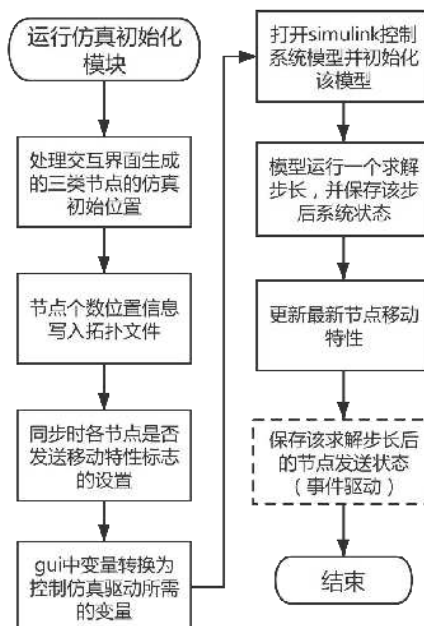 运行仿真初始化
模块
处理交互界面生成
的三类节点的仿真
初始位置
节点个数位置信息
写入拓扑文件
同步时各节点是否
发送移动特性标志
的设置
gui中变量转换为
控制仿真驱动所需
的变量
打开simulink控制
系统模型并初始化
该模型
模型运行一个求解
步长，并保存该步
后系统状态
更新最新节点移动
特性
保存该求解步长后
的节点发送状态
（事件驱动）
结束